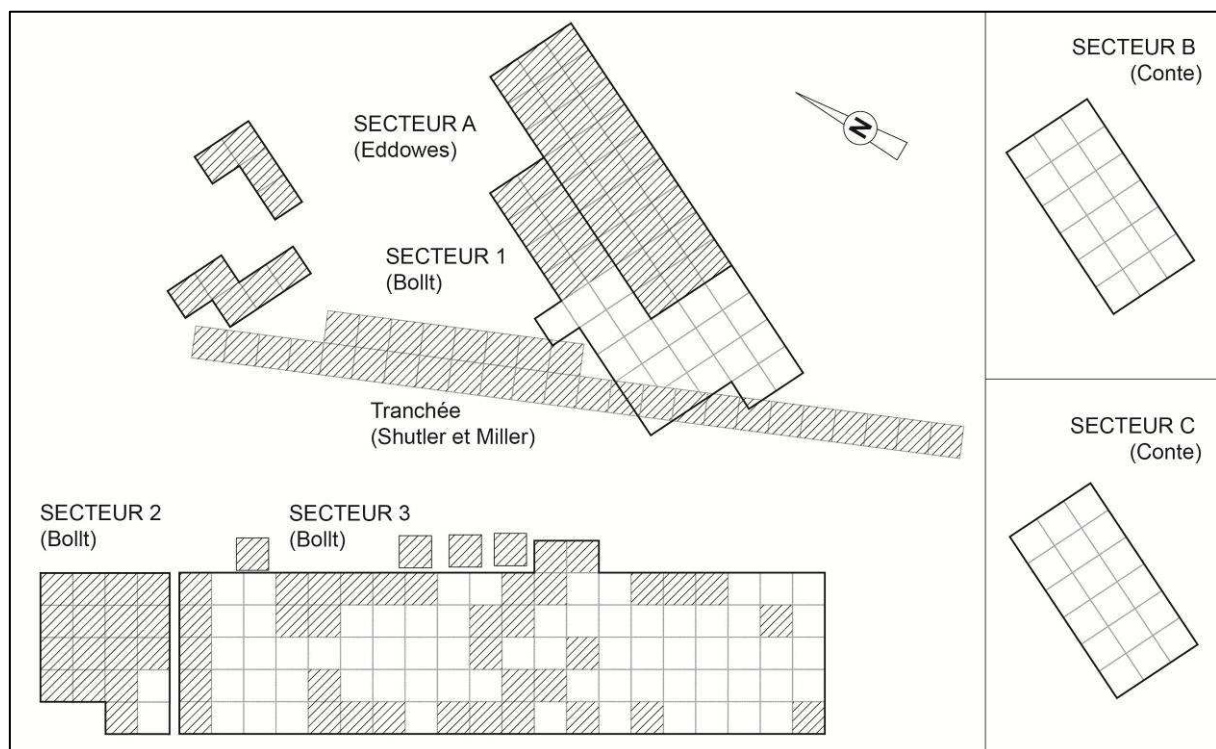 SECTEUR A
(Eddowes)
N
SECTEUR 1
(Bollt)
Tranchée
(Shutler et Miller)
SECTEUR 2
(Bollt)
SECTEUR 3
(Bollt)
SECTEUR B
(Conte)
SECTEUR C
(Conte)